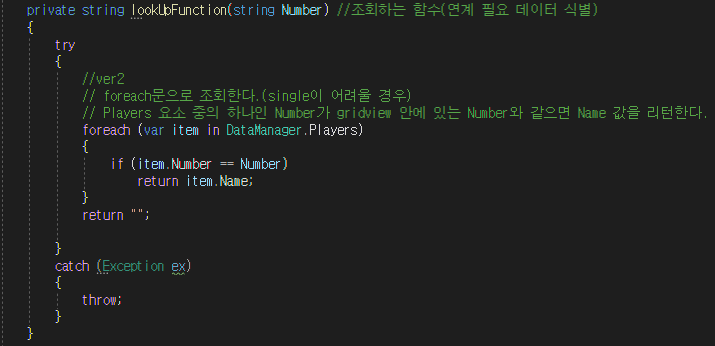 private string lookUpFunction(string Number) //조회하는 함수(연계 필요 데이터 식별)
{
try
{
//ver2
// foreach문으로 조회한다.(single이 어려울 경우)
// Players 요소 중의 하나인 Number가 gridview 안에 있는 Number와 같으면 Name 값을 리턴한다.
foreach (var item in DataManager.Players)
{
if (item.Number == Number)
return item.Name;
}
return "";
}
catch (Exception ex)
{
throw;
}
}